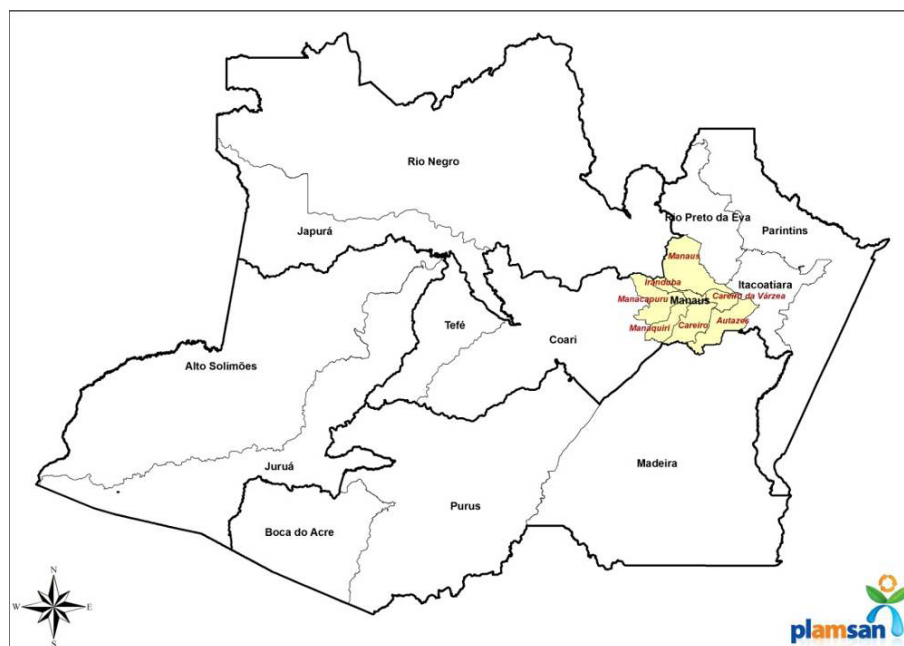 Rio Negro
Rio Preto da Eva
Parintins
Japurá
Manaus
Iranduba
Itacoatiara
Manacapuru
Manaus
Careiro da Várzea
Tefé
Manaquiri
Careiro
Autazes
Coari
Alto Solimões
Juruá
Madeira
Purus
Boca do Acre
N
W
E
S
plamsan